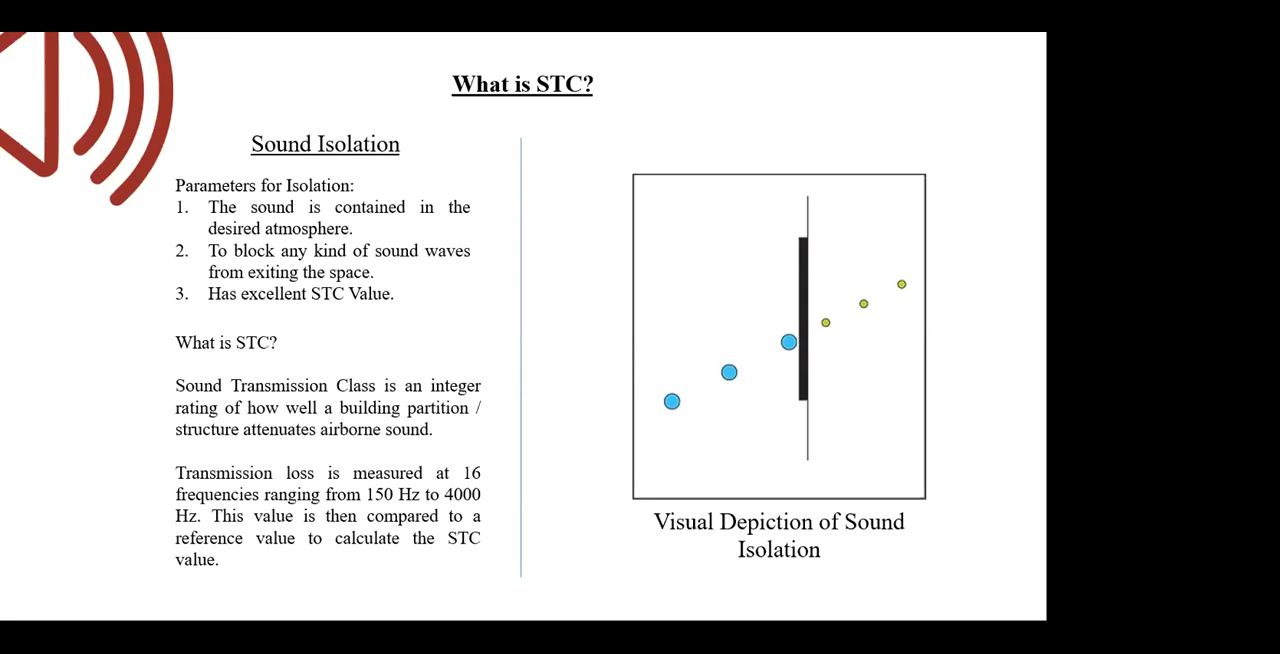 What is STC?
Sound Isolation
Parameters for Isolation:
1. The sound is contained in the
desired atmosphere.
2. To block any kind of sound waves
from exiting the space.
3. Has excellent STC Value.
What is STC?
Sound Transmission Class is an integer
rating of how well a building partition /
structure attenuates airborne sound.
Transmission loss is measured at 16
frequencies ranging from 150 Hz to 4000
Hz. This value is then compared to a
reference value to calculate the STC
value.
Visual Depiction of Sound
Isolation